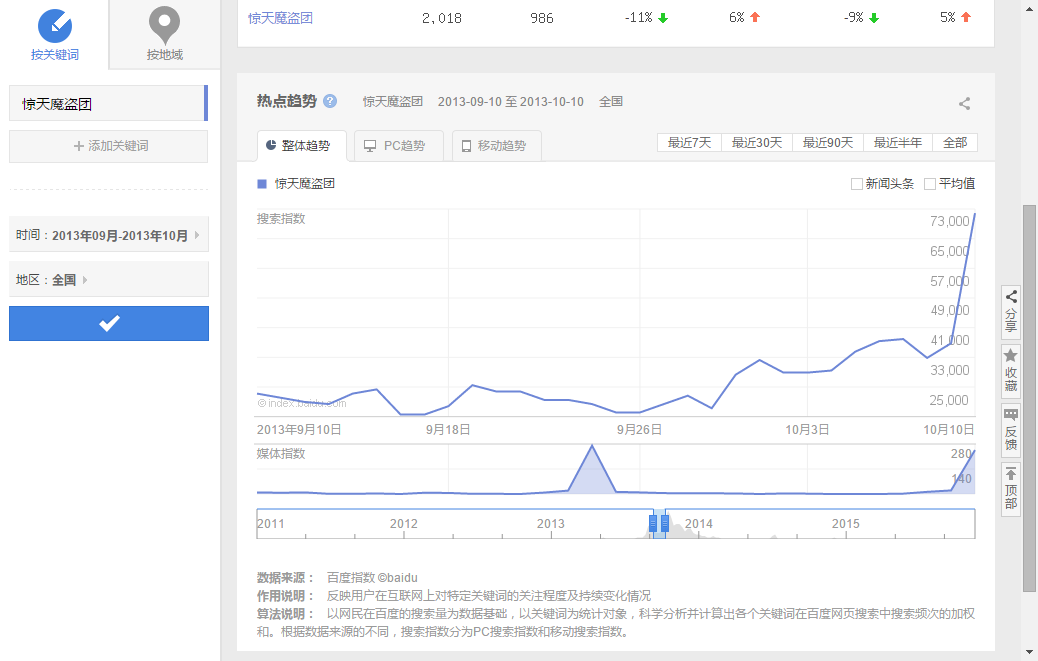 按关键词
按地域
惊天魔盗团
+ 添加关键词
时间：2013年09月-2013年10月
地区：全国
惊天魔盗团 2,018 986 -11% 6% -9% 5%
热点趋势 ? 惊天魔盗团 2013-09-10 至 2013-10-10 全国
整体趋势 PC趋势 移动趋势 最近7天 最近30天 最近90天 最近半年 全部
惊天魔盗团 新闻头条 平均值
搜索指数
73,000
65,000
57,000
49,000
41,000
33,000
25,000
© index.baidu.com
2013年9月10日 9月18日 9月26日 10月3日 10月10日
媒体指数
280
140
2011 2012 2013 2014 2015
数据来源： 百度指数 ©baidu
作用说明： 反映用户在互联网上对特定关键词的关注程度及持续变化情况
算法说明： 以网民在百度的搜索量为数据基础，以关键词为统计对象，科学分析并计算出各个关键词在百度网页搜索中搜索频次的加权
和。根据数据来源的不同，搜索指数分为PC搜索指数和移动搜索指数。
分享
收藏
反馈
顶部